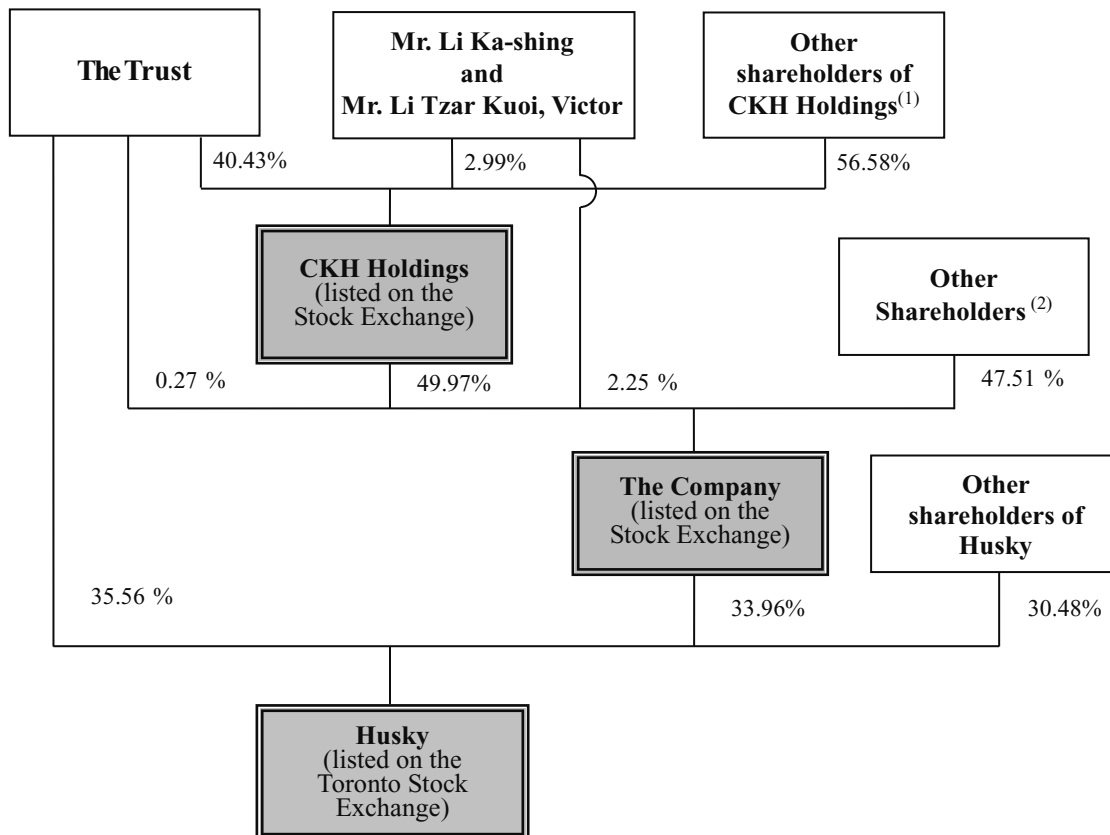 The Trust
Mr. Li Ka-shing
and
Mr. Li Tzar Kuoi, Victor
Other
shareholders of
CKH Holdings(1)
40.43%
2.99%
56.58%
CKH Holdings
(listed on the
Stock Exchange)
Other
Shareholders (2)
0.27 %
49.97%
2.25 %
47.51 %
The Company
(listed on the
Stock Exchange)
Other
shareholders of
Husky
35.56 %
33.96%
30.48%
Husky
(listed on the
Toronto Stock
Exchange)